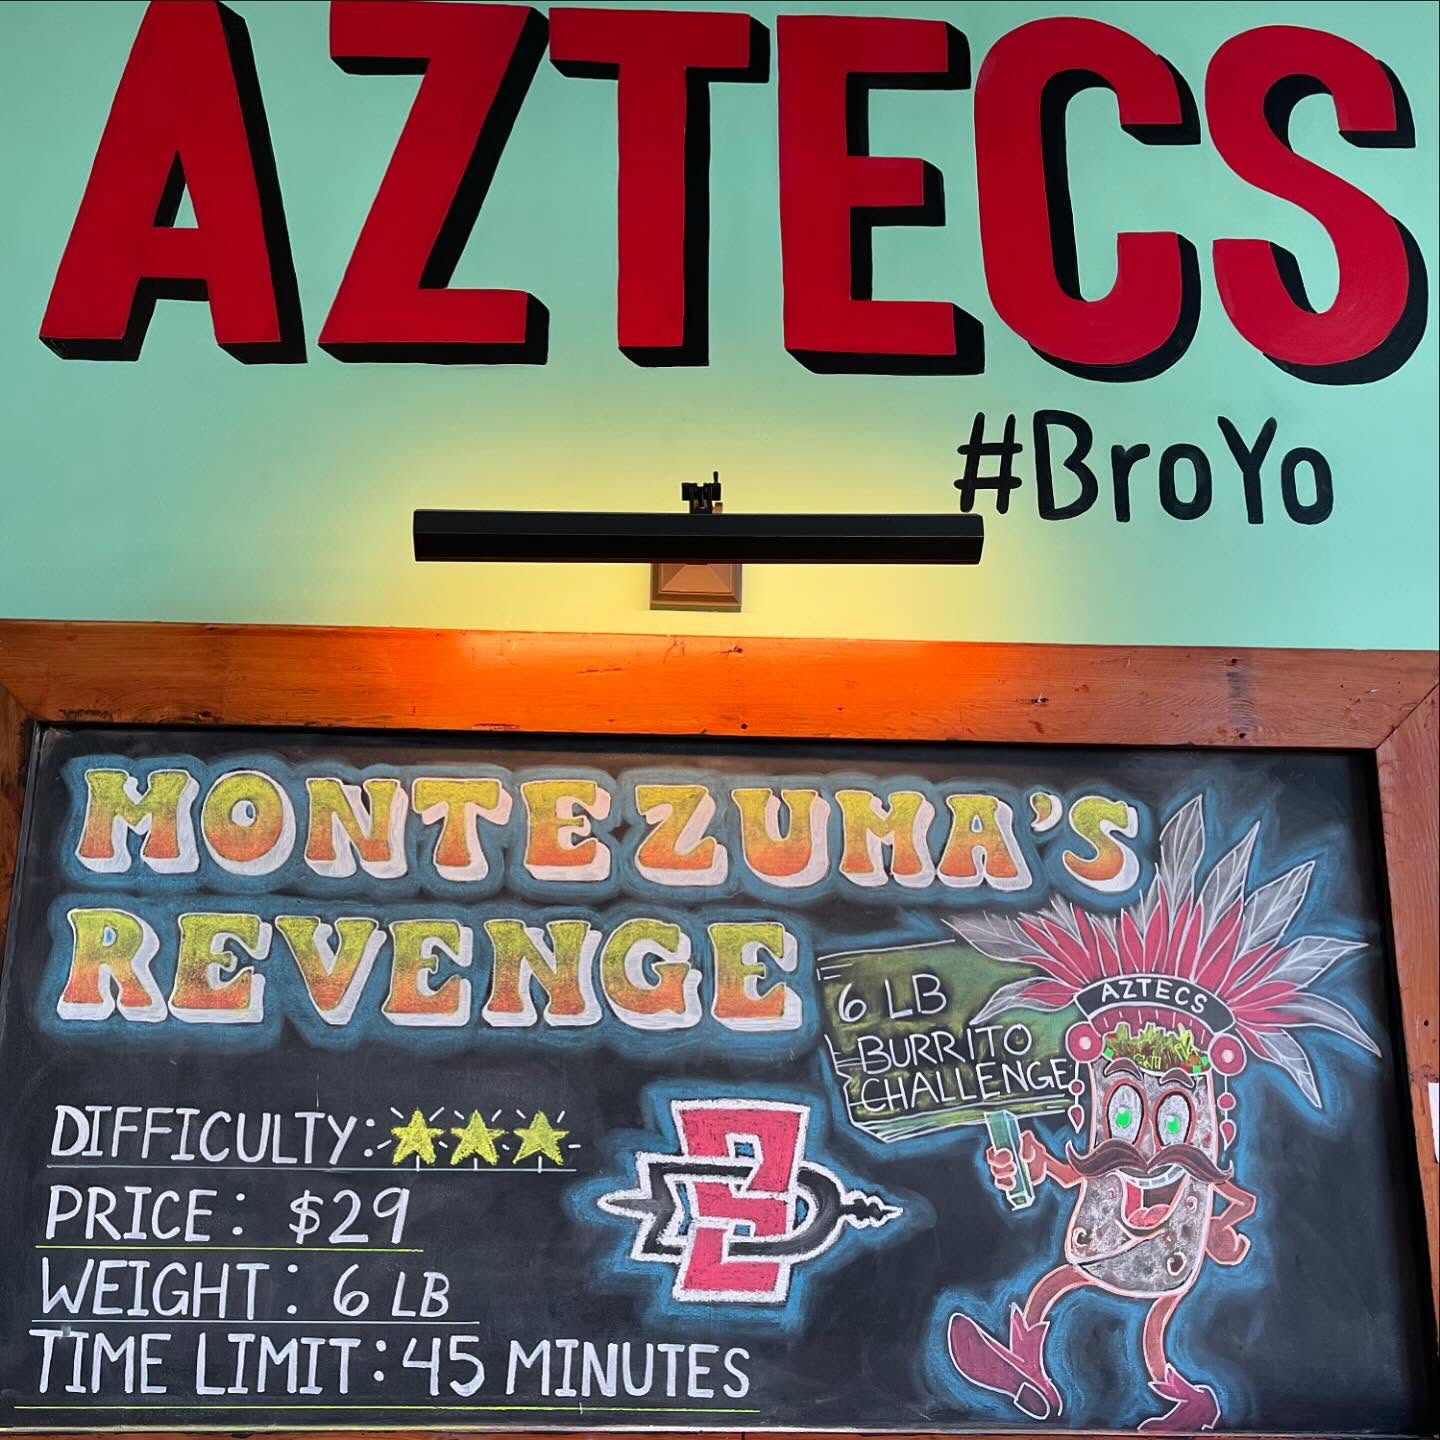 AZTECS
#BroYo
MONTEZUMA'S
REVENGE
6 LB
BURRITO
CHALLENGE
AZTECS
DIFFICULTY:
PRICE: $29
WEIGHT: 6 LB
TIME LIMIT: 45 MINUTES
SD